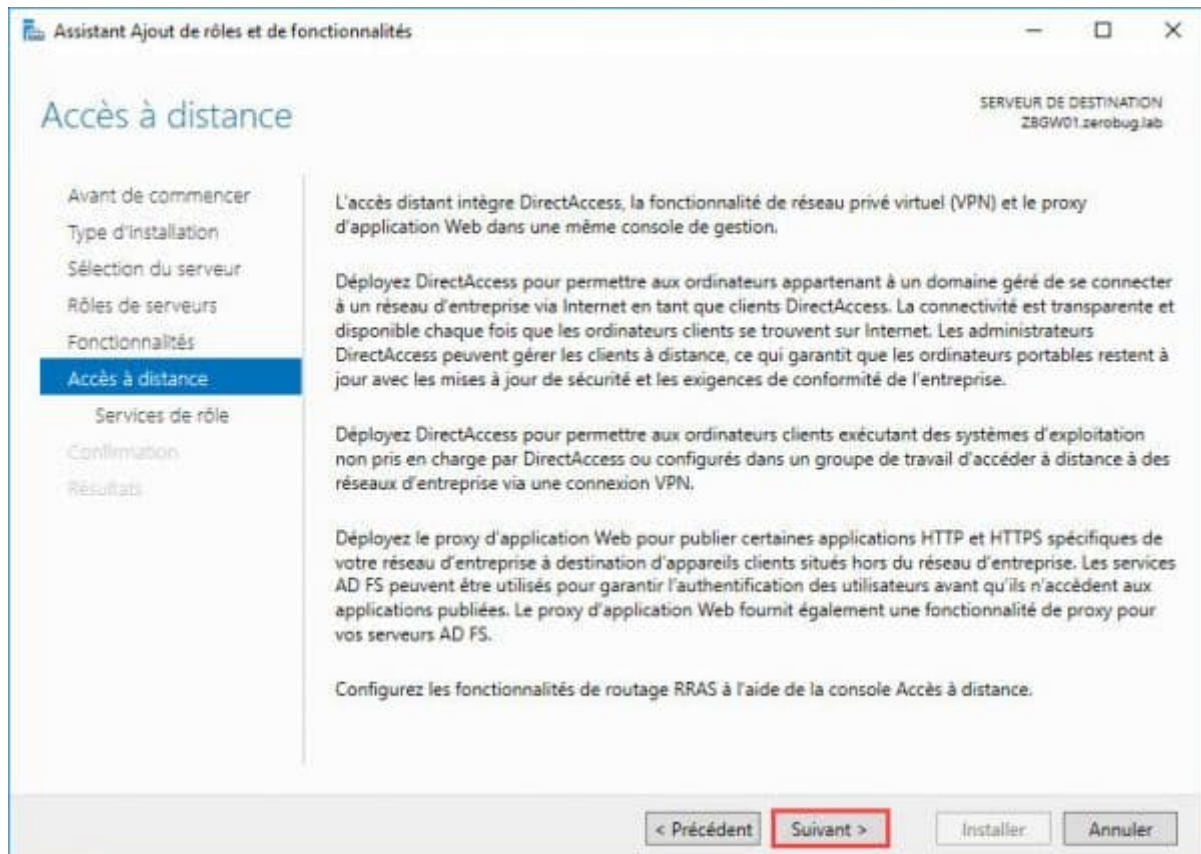 Assistant Ajout de rôles et de fonctionnalités
Accès à distance
SERVEUR DE DESTINATION
ZBGW01.zerobug.lab
Avant de commencer
Type d'installation
Sélection du serveur
Rôles de serveurs
Fonctionnalités
Accès à distance
Services de rôle
Confirmation
Résultats
L'accès distant intègre DirectAccess, la fonctionnalité de réseau privé virtuel (VPN) et le proxy
d'application Web dans une même console de gestion.
Déployez DirectAccess pour permettre aux ordinateurs appartenant à un domaine géré de se connecter
à un réseau d'entreprise via Internet en tant que clients DirectAccess. La connectivité est transparente et
disponible chaque fois que les ordinateurs clients se trouvent sur Internet. Les administrateurs
DirectAccess peuvent gérer les clients à distance, ce qui garantit que les ordinateurs portables restent à
jour avec les mises à jour de sécurité et les exigences de conformité de l'entreprise.
Déployez DirectAccess pour permettre aux ordinateurs clients exécutant des systèmes d'exploitation
non pris en charge par DirectAccess ou configurés dans un groupe de travail d'accéder à distance à des
réseaux d'entreprise via une connexion VPN.
Déployez le proxy d'application Web pour publier certaines applications HTTP et HTTPS spécifiques de
votre réseau d'entreprise à destination d'appareils clients situés hors du réseau d'entreprise. Les services
AD FS peuvent être utilisés pour garantir l'authentification des utilisateurs avant qu'ils n'accèdent aux
applications publiées. Le proxy d'application Web fournit également une fonctionnalité de proxy pour
vos serveurs AD FS.
Configurez les fonctionnalités de routage RRAS à l'aide de la console Accès à distance.
< Précédent
Suivant >
Installer
Annuler